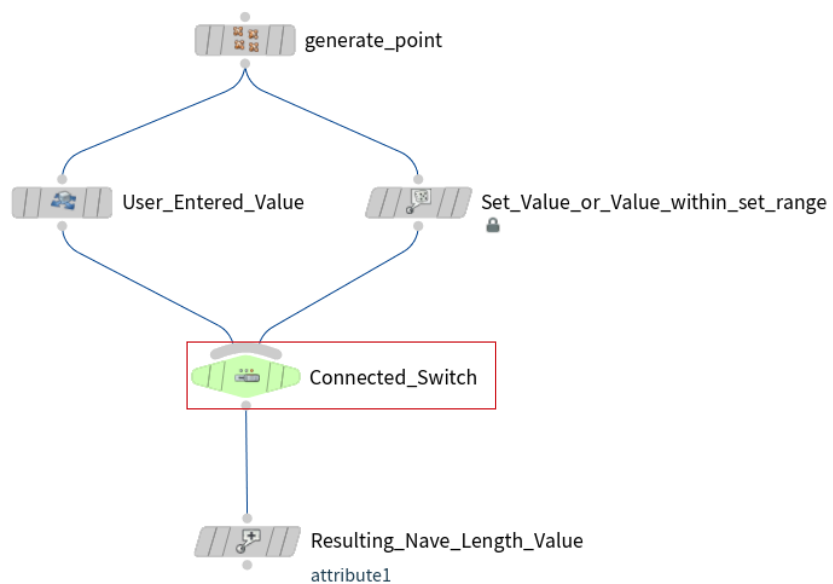 generate_point
User_Entered_Value
Set_Value_or_Value_within_set_range
Connected_Switch
Resulting_Nave_Length_Value
attribute1